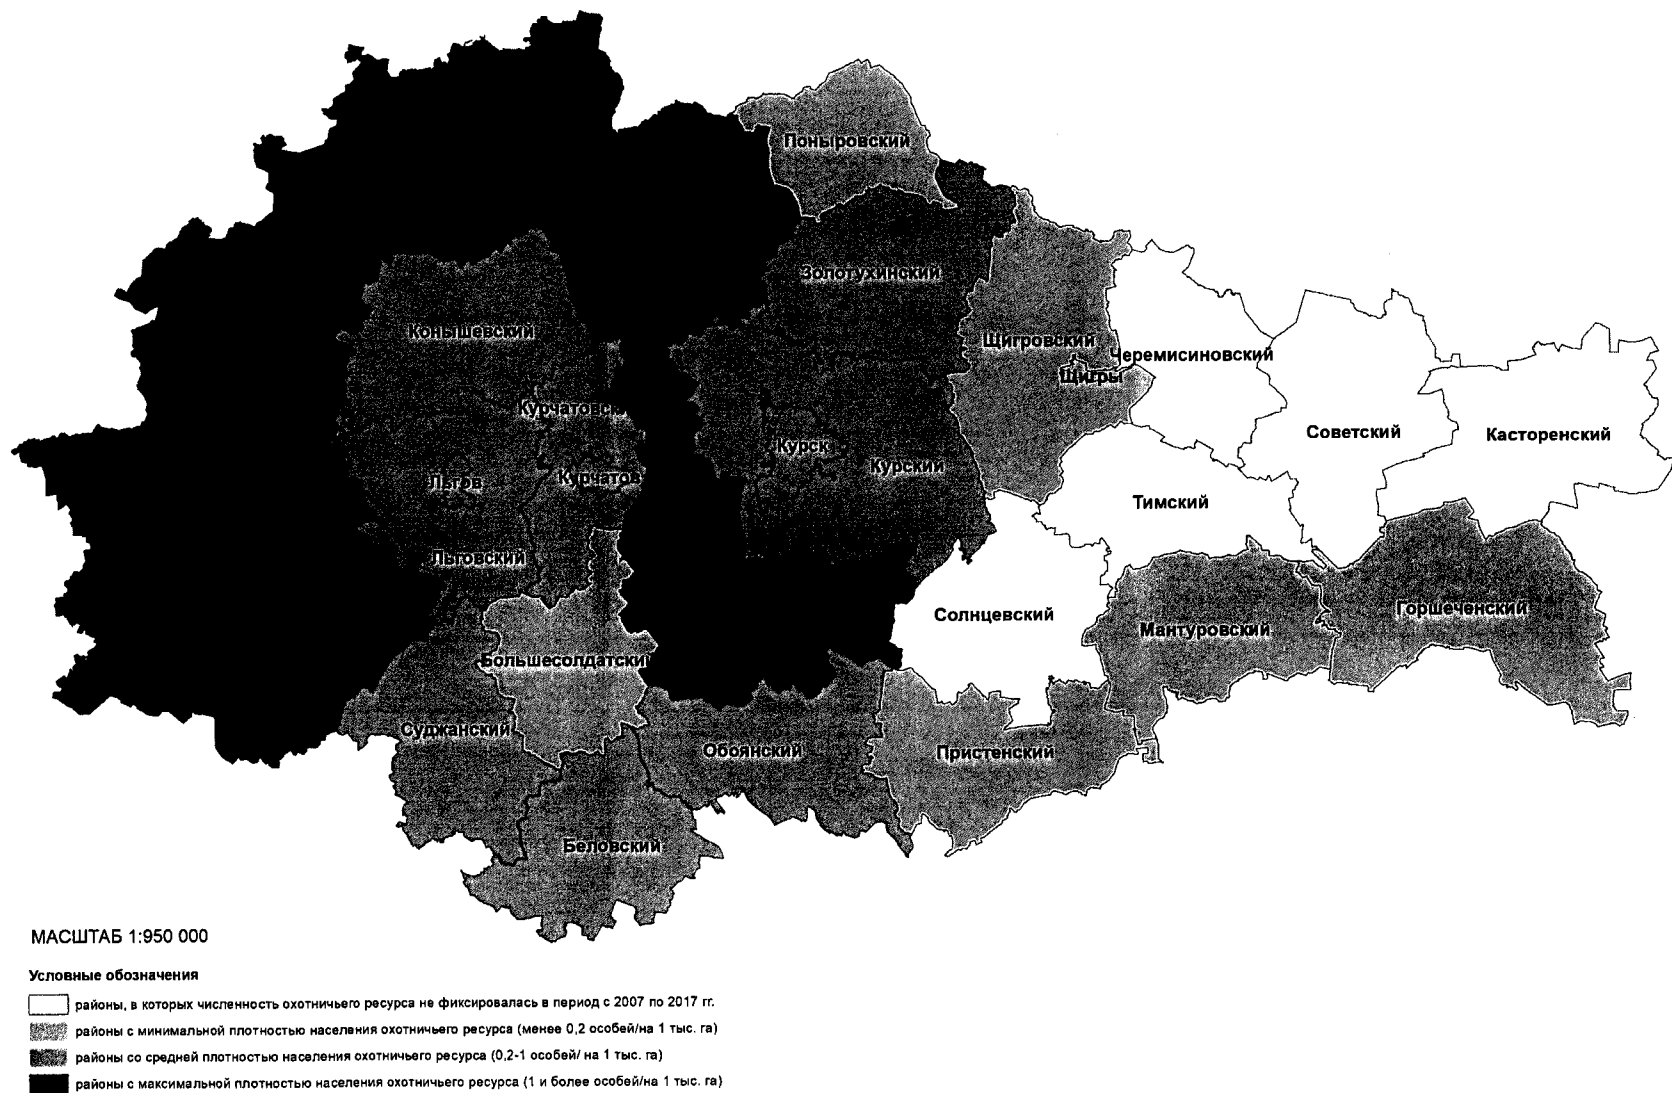 Поныровский
Золотухинский
Конышевский
Щигровский
Черемисиновский
Щигры
Курчатовск
Советский
Касторенский
Курск
Курский
Курчатов
Льгов
Тимский
Льговский
Солнцевский
Горшеченский
Мантуровский
Большесолдатски
Суджанский
Обоянский
Пристенский
Беловский
МАСШТАБ 1:950 000
Условные обозначения
районы, в которых численность охотничьего ресурса не фиксировалась в период с 2007 по 2017 гг.
районы с минимальной плотностью населения охотничьего ресурса (менее 0,2 особей/на 1 тыс. га)
районы со средней плотностью населения охотничьего ресурса (0,2-1 особей/ на 1 тыс. га)
районы с максимальной плотностью населения охотничьего ресурса (1 и более особей/на 1 тыс. га)